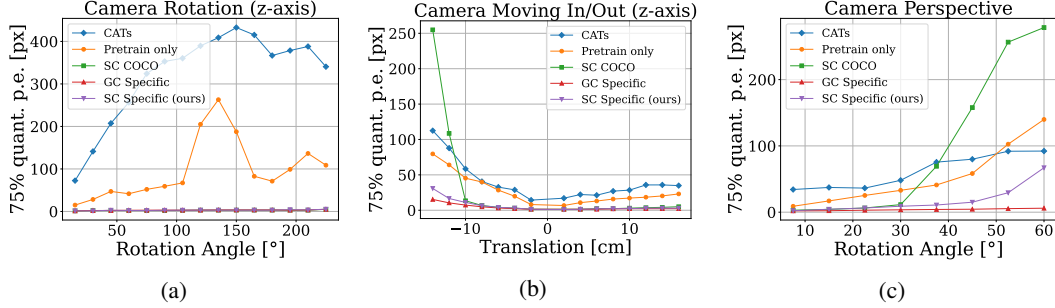 Camera Rotation (z-axis)
75% quant. p.e. [px]
400
300
200
100
0
CATs
Pretrain only
SC COCO
GC Specific
SC Specific (ours)
50
100
150
200
Rotation Angle [°]
(a)
Camera Moving In/Out (z-axis)
75% quant. p.e. [px]
250
200
150
100
50
0
CATs
Pretrain only
SC COCO
GC Specific
SC Specific (ours)
−10
0
10
Translation [cm]
(b)
Camera Perspective
75% quant. p.e. [px]
200
100
0
CATs
Pretrain only
SC COCO
GC Specific
SC Specific (ours)
10
20
30
40
50
60
Rotation Angle [°]
(c)